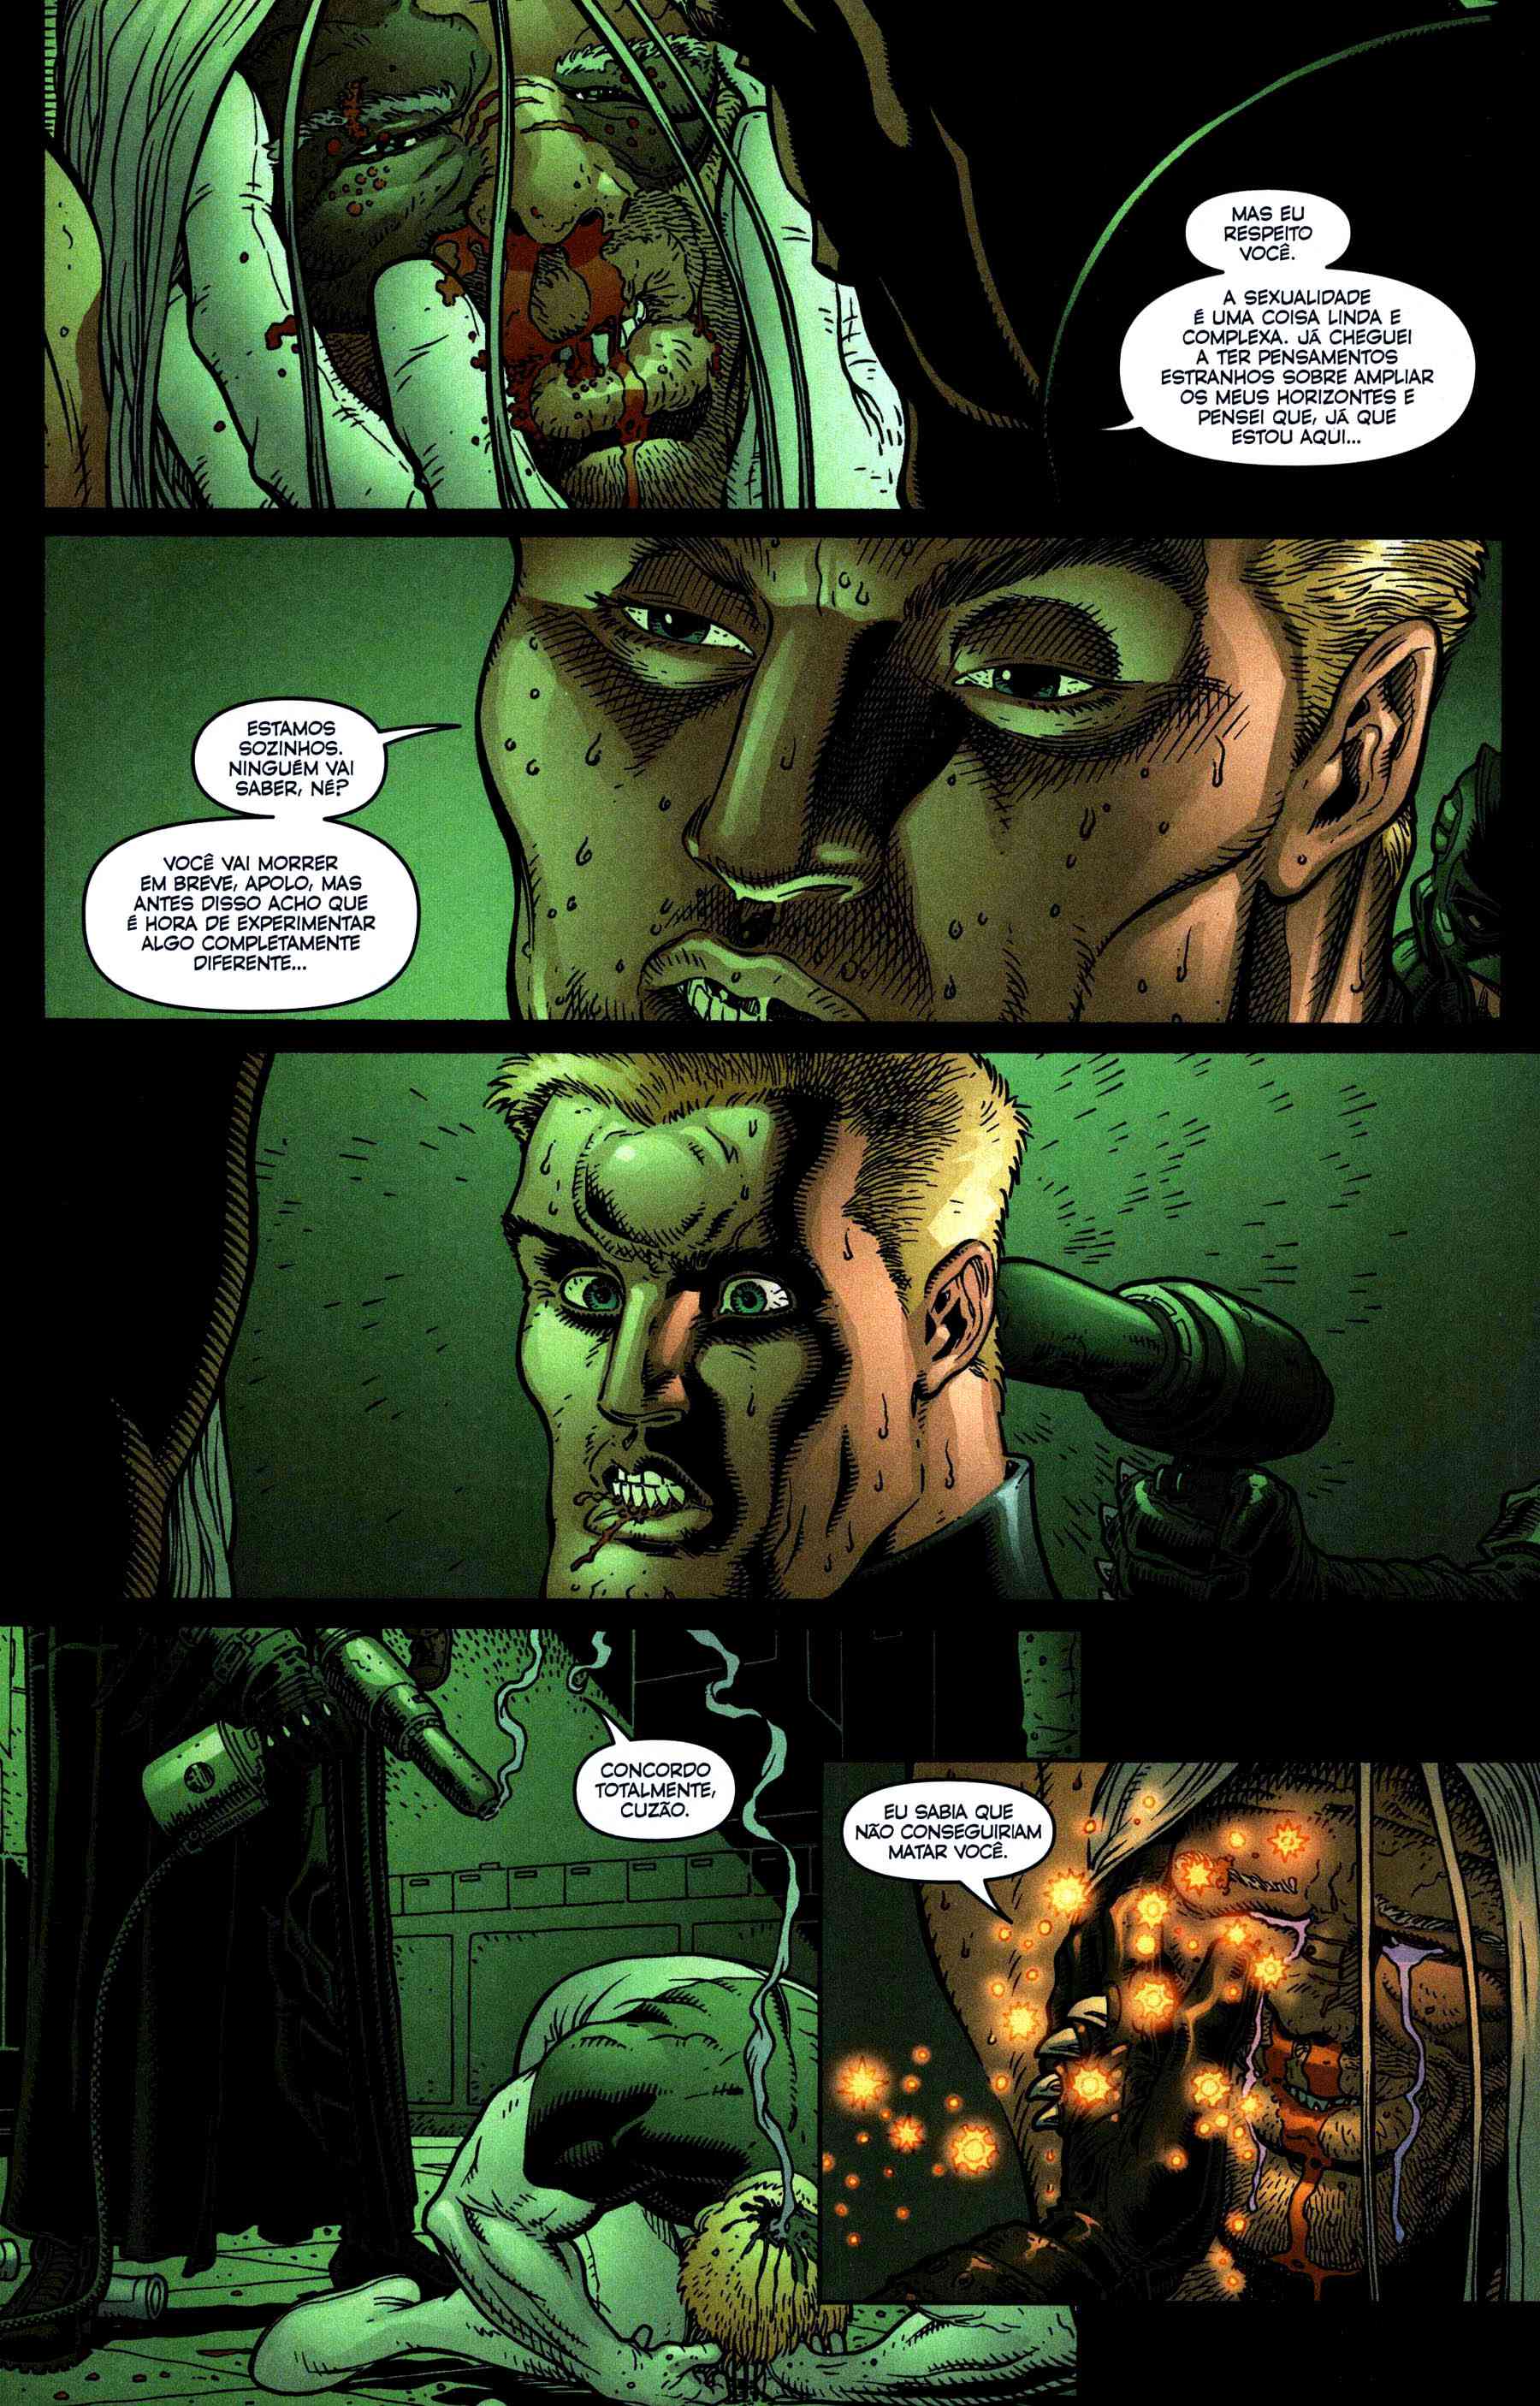 MAS EU
RESPEITO
VOCÊ.
A SEXUALIDADE
É UMA COISA LINDA E
COMPLEXA. JÁ CHEGUEI
A TER PENSAMENTOS
ESTRANHOS SOBRE AMPLIAR
OS MEUS HORIZONTES E
PENSEI QUE, JÁ QUE
ESTOU AQUI...
ESTAMOS
SOZINHOS.
NINGUÉM VAI
SABER, NÉ?
VOCÊ VAI MORRER
EM BREVE, APOLO, MAS
ANTES DISSO ACHO QUE
É HORA DE EXPERIMENTAR
ALGO COMPLETAMENTE
DIFERENTE...
CONCORDO
TOTALMENTE,
CUZÃO.
EU SABIA QUE
NÃO CONSEGUIRIAM
MATAR VOCÊ.